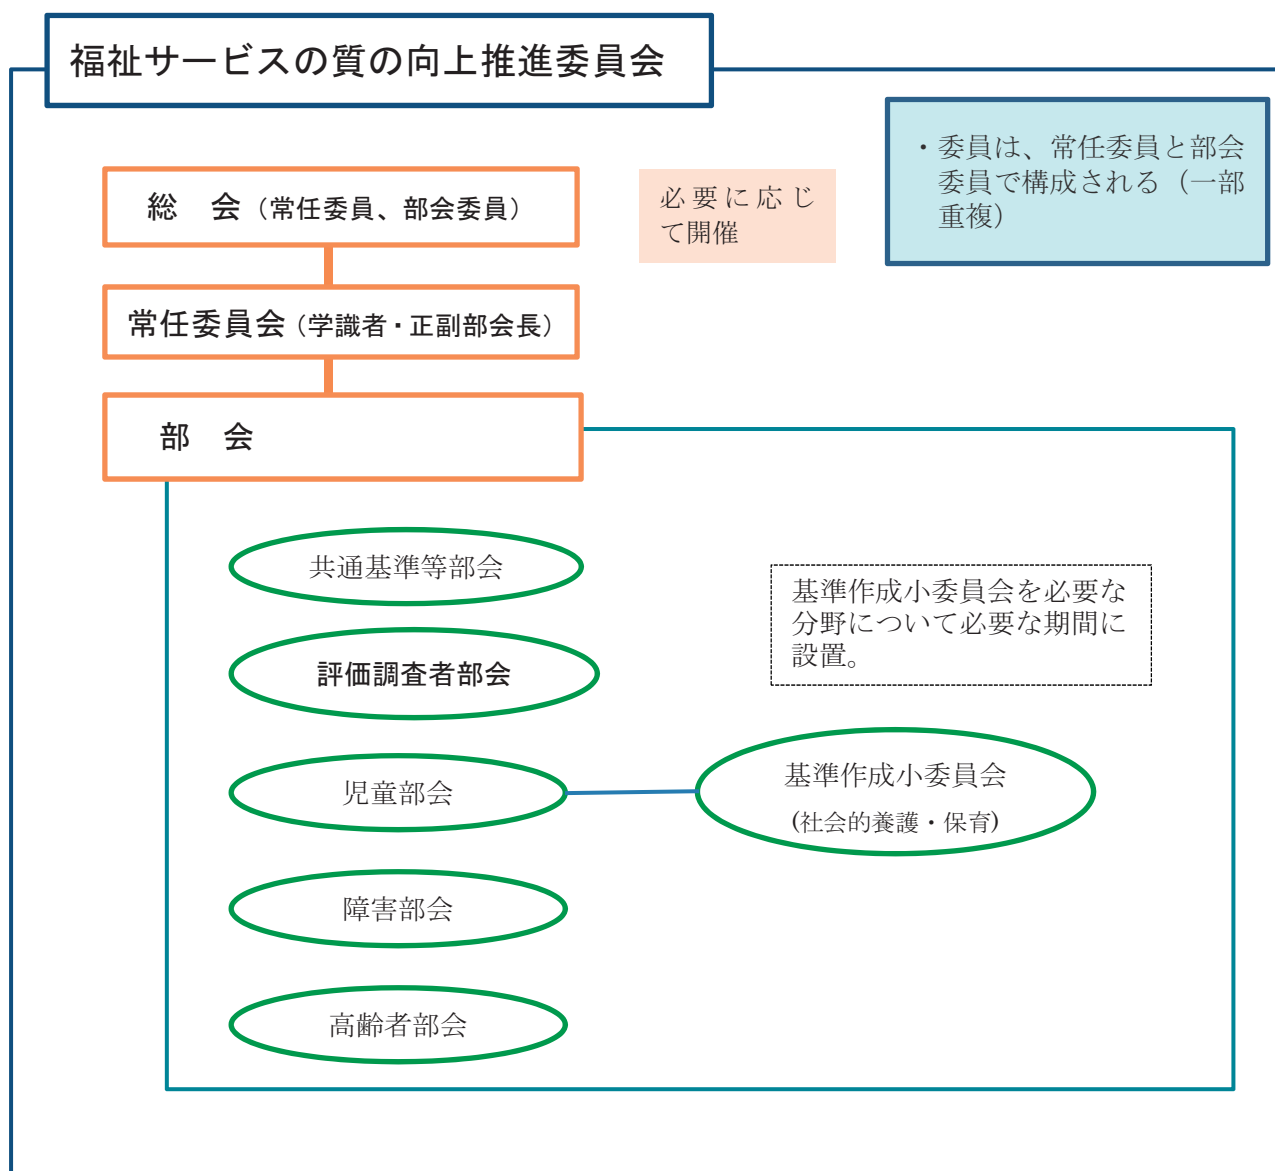 福祉サービスの質の向上推進委員会
・委員は、常任委員と部会
委員で構成される（一部
重複）
総　会（常任委員、部会委員）
必要に応じ
て開催
常任委員会（学識者・正副部会長）
部　会
共通基準等部会
基準作成小委員会を必要な
分野について必要な期間に
設置。
評価調査者部会
児童部会
基準作成小委員会
(社会的養護・保育)
障害部会
高齢者部会